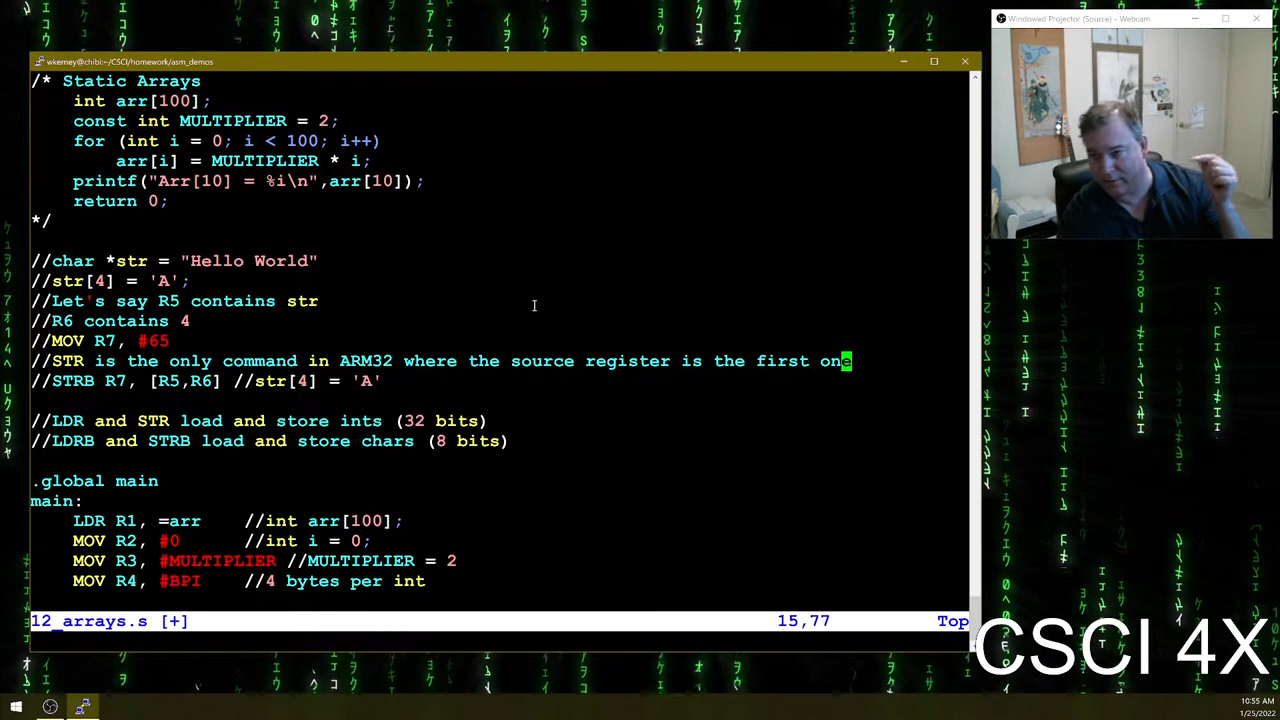 Windowed Projector (Source) - Webcam
wkerney@chibi:~/CSCI/homework/asm_demos
/* Static Arrays
    int arr[100];
    const int MULTIPLIER = 2;
    for (int i = 0; i < 100; i++)
        arr[i] = MULTIPLIER * i;
    printf("Arr[10] = %i\n",arr[10]);
    return 0;
*/
//char *str = "Hello World"
//str[4] = 'A';
//Let's say R5 contains str
//R6 contains 4
//MOV R7, #65
//STR is the only command in ARM32 where the source register is the first one
//STRB R7, [R5,R6] //str[4] = 'A'
//LDR and STR load and store ints (32 bits)
//LDRB and STRB load and store chars (8 bits)
.global main
main:
    LDR R1, =arr    //int arr[100];
    MOV R2, #0      //int i = 0;
    MOV R3, #MULTIPLIER //MULTIPLIER = 2
    MOV R4, #BPI    //4 bytes per int
12_arrays.s [+] 15,77 Top
CSCI 4X
10:55 AM
1/25/2022